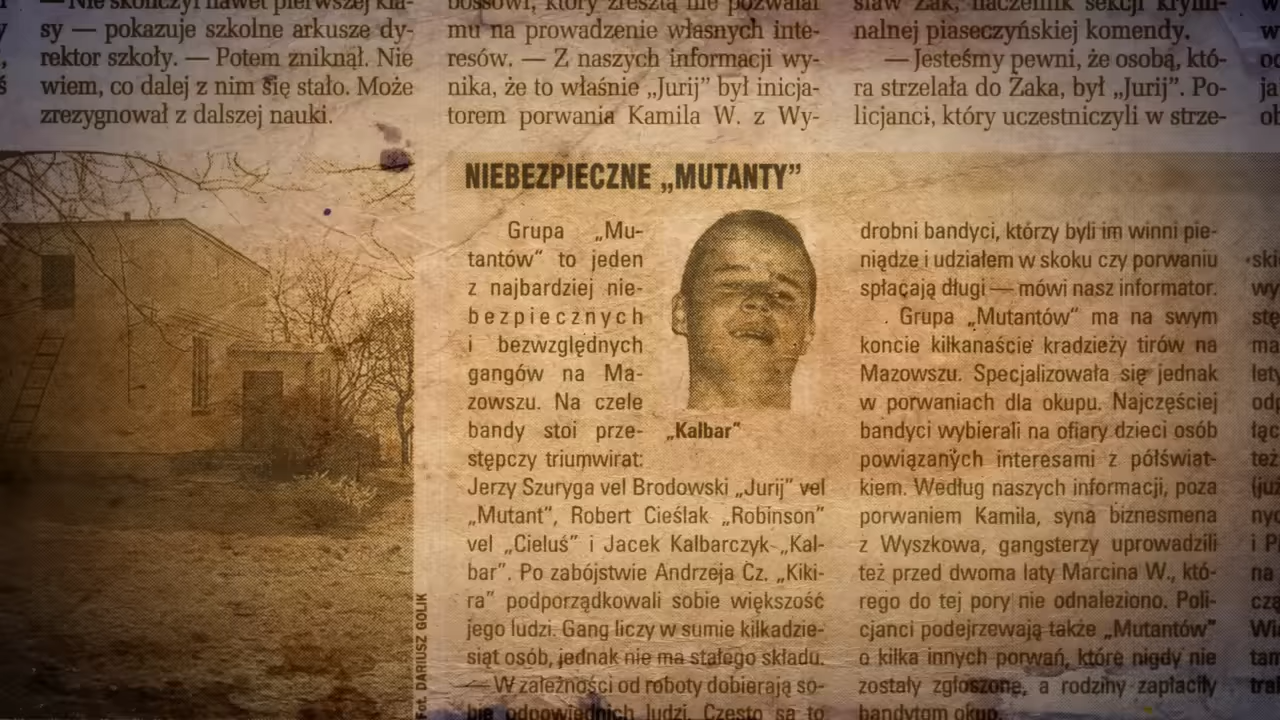 — Nie skończył nawet pierwszej kla-
sy — pokazuje szkolne arkusze dy-
rektor szkoły. — Potem zniknął. Nie
wiem, co dalej z nim się stało. Może
zrezygnował z dalszej nauki.
bossowi, który zresztą nie pozwalał
mu na prowadzenie własnych inte-
resów. — Z naszych informacji wy-
nika, że to właśnie „Jurij” był inicja-
torem porwania Kamila W. z Wy-
sław Żak, naczelnik sekcji krymi-
nalnej piaseczyńskiej komendy.
— Jesteśmy pewni, że osobą, któ-
ra strzelała do Żaka, był „Jurij”. Po-
licjanci, który uczestniczyli w strze-
NIEBEZPIECZNE „MUTANTY”
Grupa „Mu-
tantów” to jeden
z najbardziej nie-
bezpiecznych
i bezwzględnych
gangów na Ma-
zowszu. Na czele
bandy stoi prze-
stępczy triumwirat:
Jerzy Szuryga vel Brodowski „Jurij” vel
„Mutant”, Robert Cieślak „Robinson”
vel „Cieluś” i Jacek Kalbarczyk „Kal-
bar”. Po zabójstwie Andrzeja Cz. „Kiki-
ra” podporządkowali sobie większość
jego ludzi. Gang liczy w sumie kilkadzie-
siąt osób, jednak nie ma stałego składu.
— W zależności od roboty dobierają so-
bie odpowiednich ludzi. Często są to
„Kalbar”
drobni bandyci, którzy byli im winni pie-
niądze i udziałem w skoku czy porwaniu
spłacają długi — mówi nasz informator.
Grupa „Mutantów” ma na swym
koncie kilkanaście kradzieży tirów na
Mazowszu. Specjalizowała się jednak
w porwaniach dla okupu. Najczęściej
bandyci wybierali na ofiary dzieci osób
powiązanych interesami z półświat-
kiem. Według naszych informacji, poza
porwaniem Kamila, syna biznesmena
z Wyszkowa, gangsterzy uprowadzili
też przed dwoma laty Marcina W., któ-
rego do tej pory nie odnaleziono. Poli-
cjanci podejrzewają także „Mutantów”
o kilka innych porwań, które nigdy nie
zostały zgłoszone, a rodziny zapłaciły
bandytom okup.
Fot. DARIUSZ GOLIK